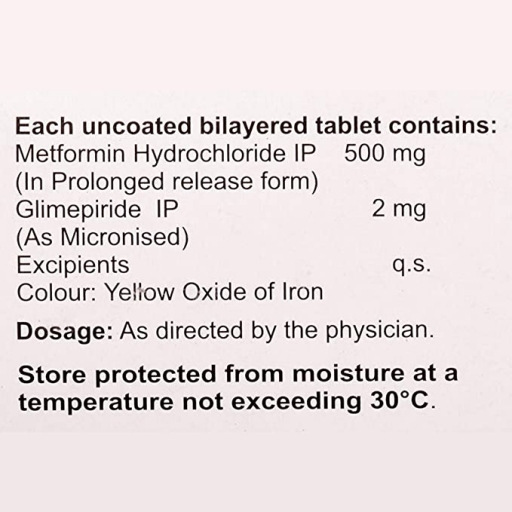 Each uncoated bilayered tablet contains:
Metformin Hydrochloride IP 500 mg
(In Prolonged release form)
Glimepiride IP 2 mg
(As Micronised)
Excipients q.s.
Colour: Yellow Oxide of Iron
Dosage: As directed by the physician.
Store protected from moisture at a
temperature not exceeding 30°C.